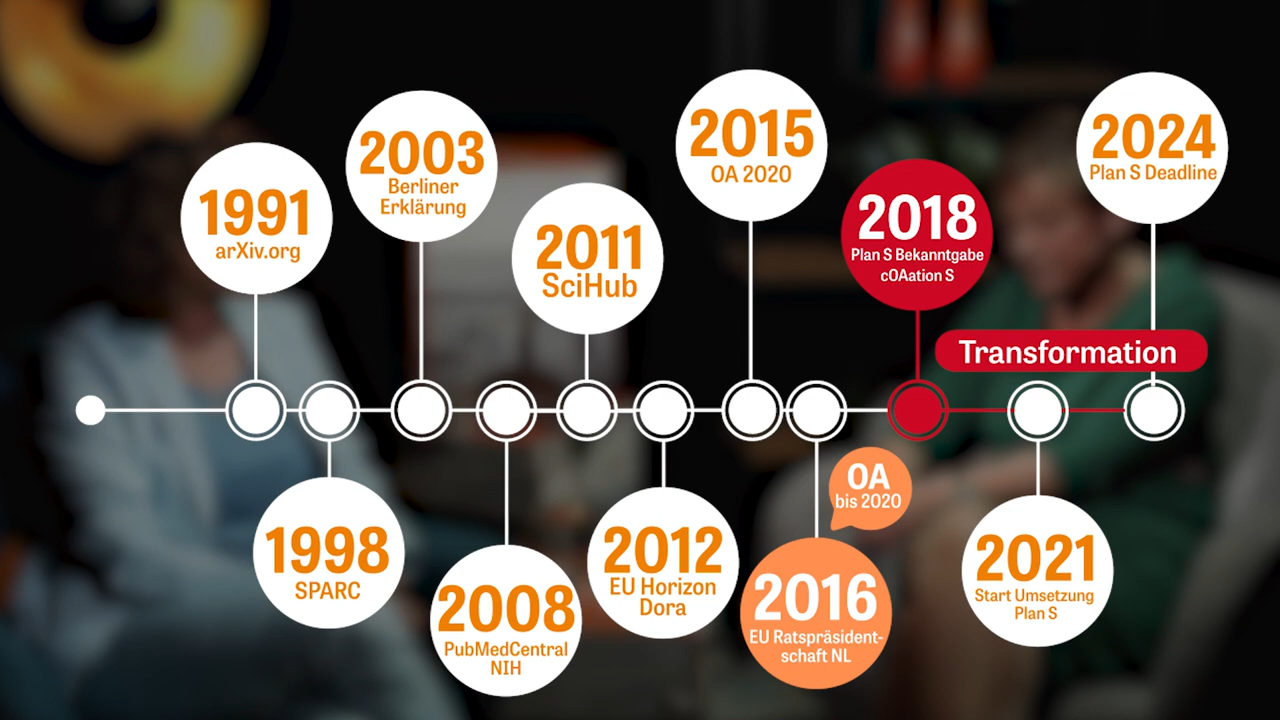 1991
arXiv.org
1998
SPARC
2003
Berliner
Erklärung
2008
PubMedCentral
NIH
2011
SciHub
2012
EU Horizon
Dora
2015
OA 2020
2016
EU Ratspräsident-
schaft NL
OA
bis 2020
2018
Plan S Bekanntgabe
cOAation S
Transformation
2021
Start Umsetzung
Plan S
2024
Plan S Deadline